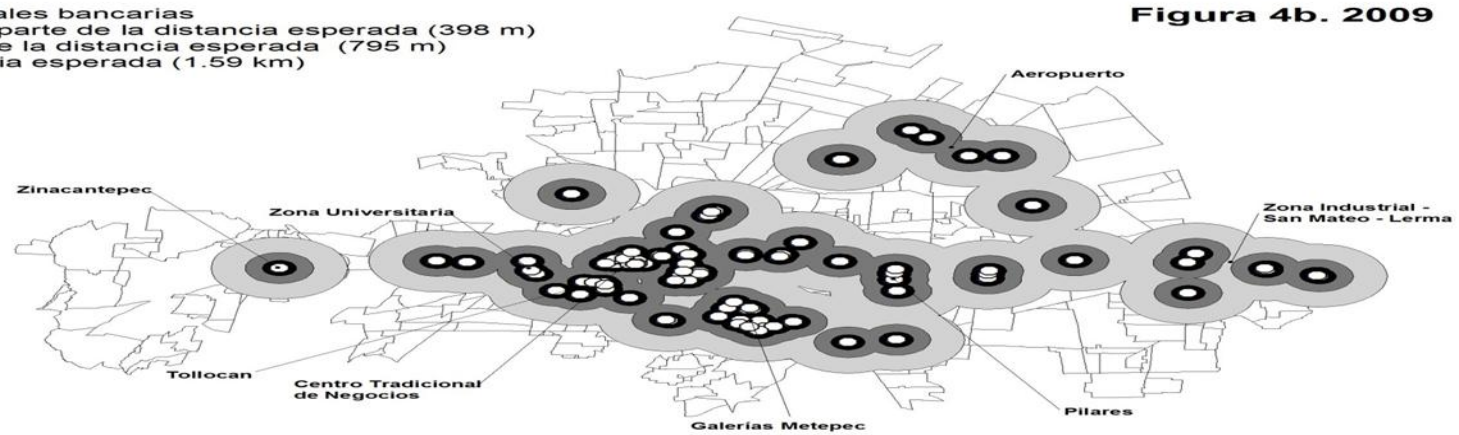 ales bancarias
parte de la distancia esperada (398 m)
e la distancia esperada (795 m)
ia esperada (1.59 km)
Figura 4b. 2009
Aeropuerto
Zinacantepec
Zona Universitaria
Zona Industrial -
San Mateo - Lerma
Tollocan
Centro Tradicional
de Negocios
Pilares
Galerías Metepec